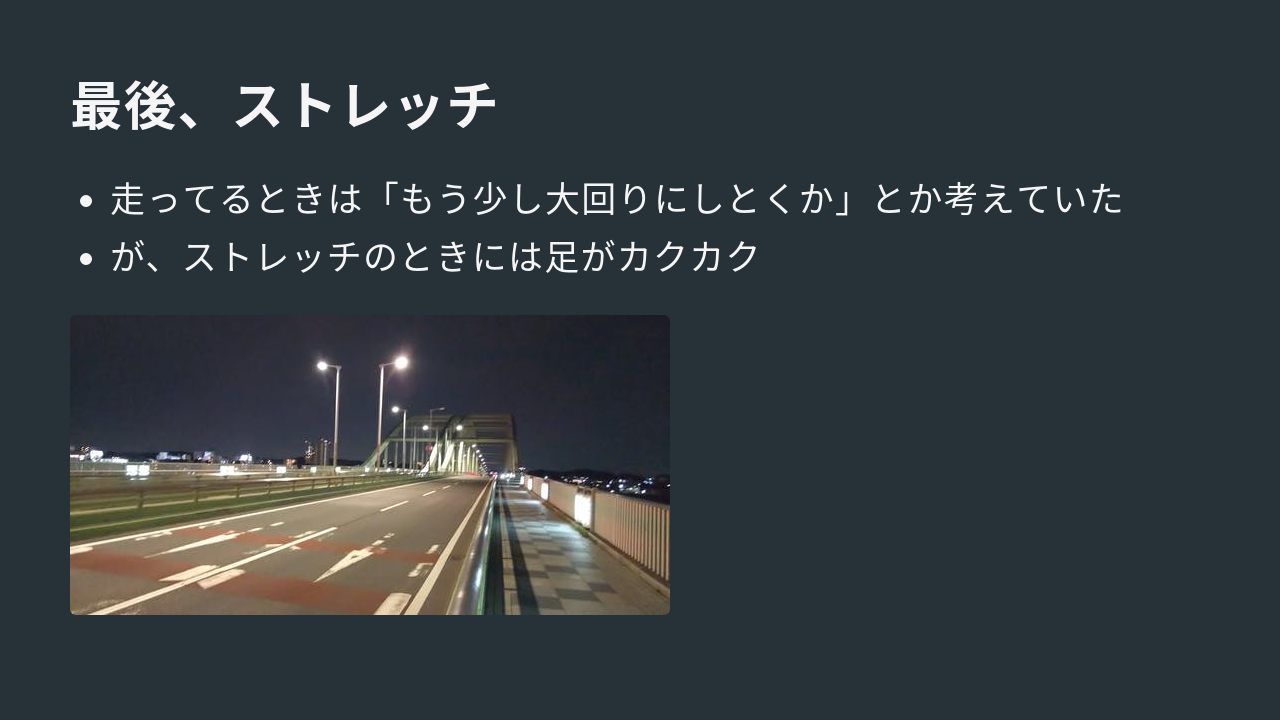 最後、ストレッチ
走ってるときは「もう少し大回りにしとくか」とか考えていた
が、ストレッチのときには足がカクカク